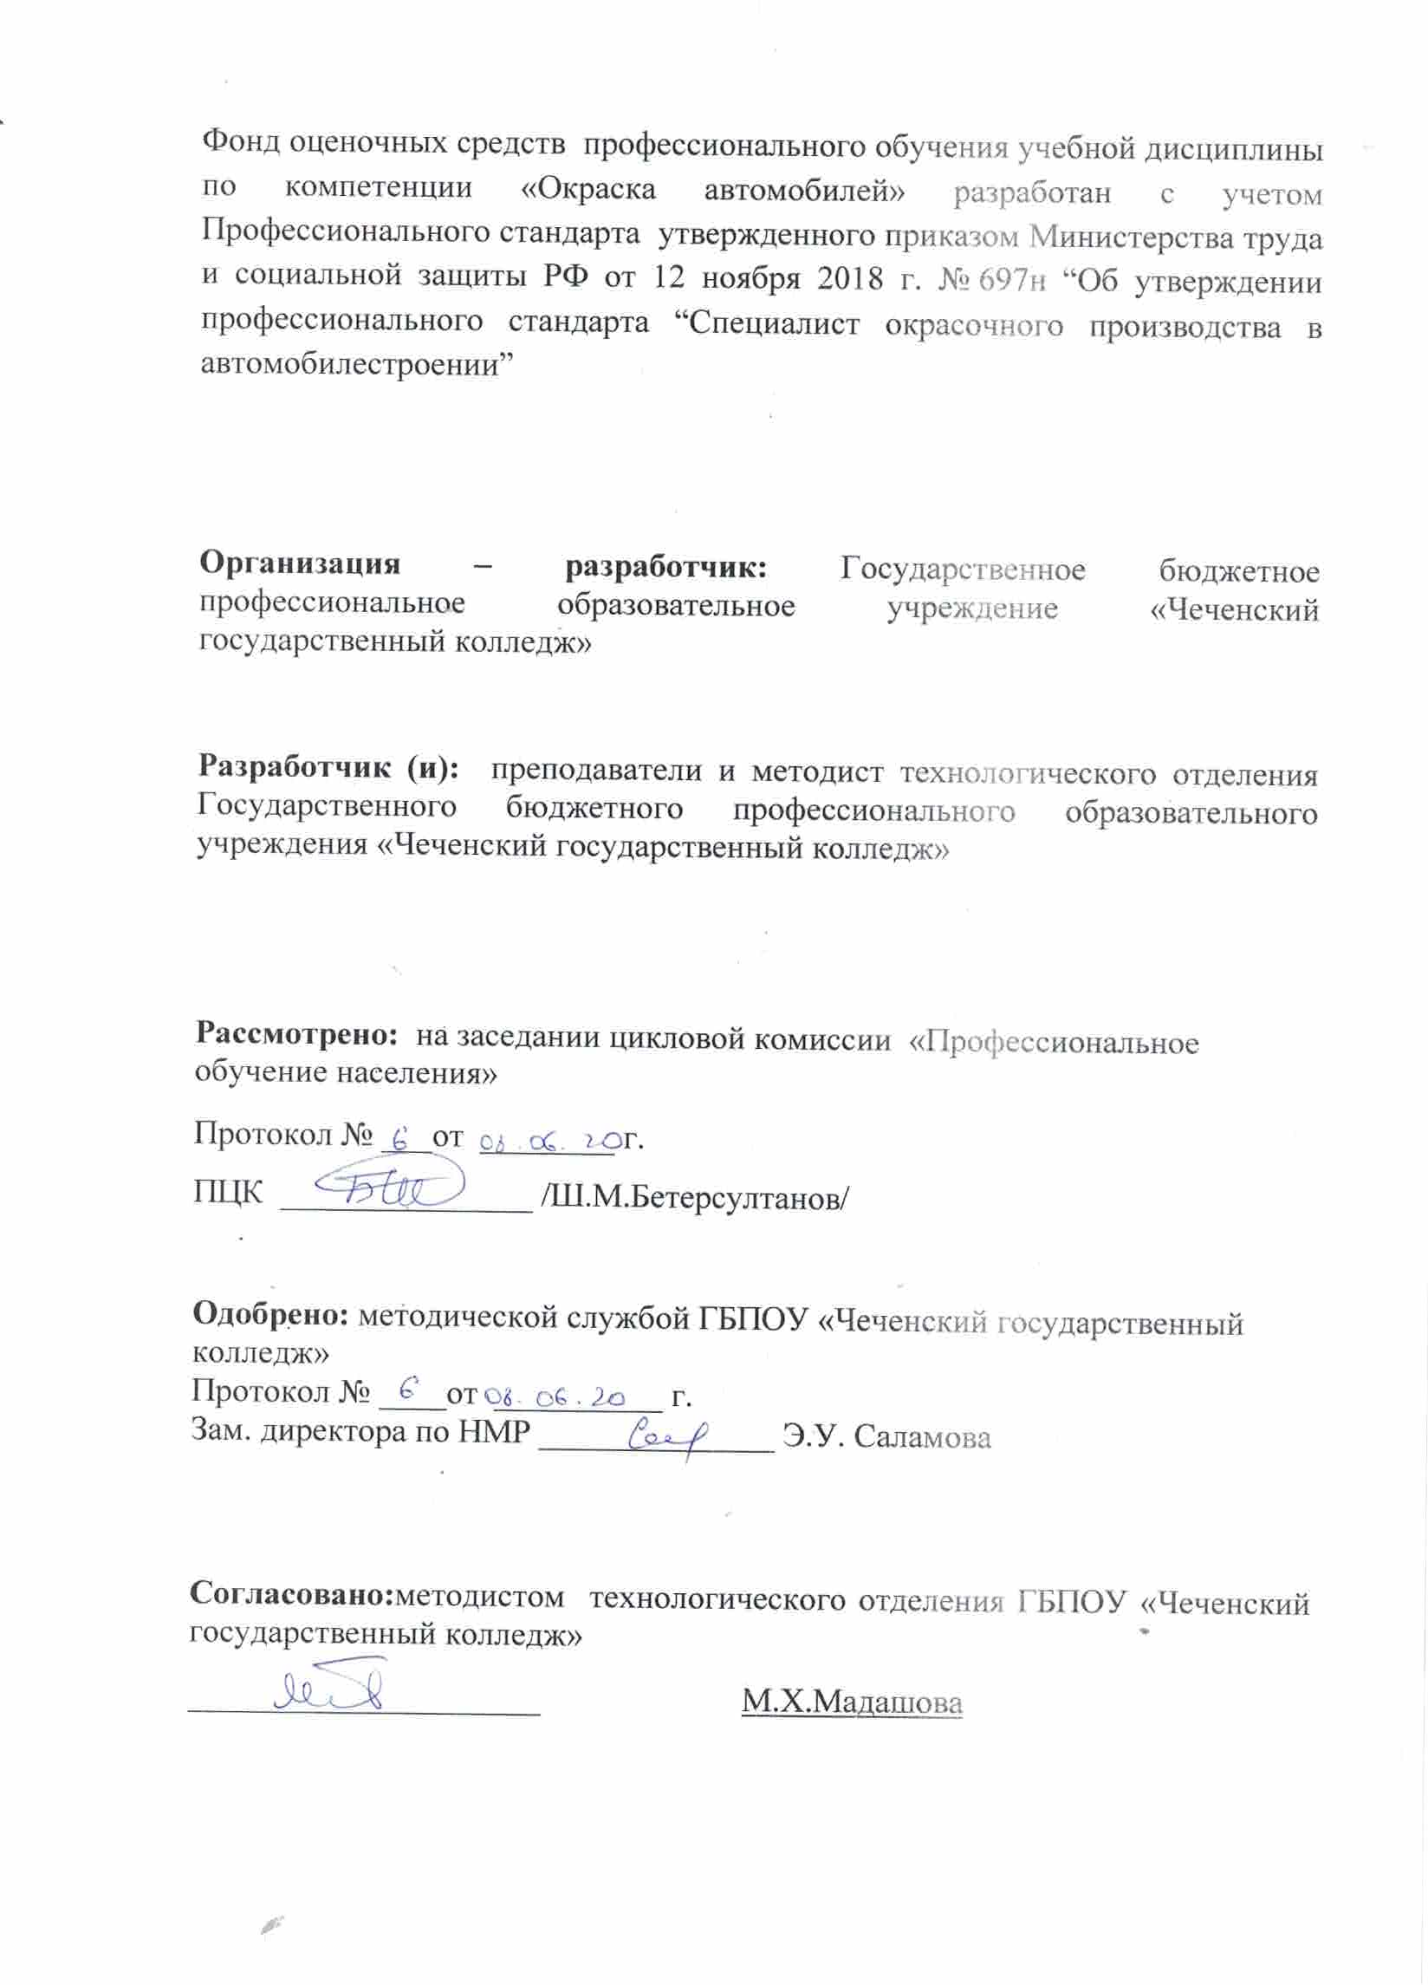 Фонд оценочных средств профессионального обучения учебной дисциплины
по компетенции «Окраска автомобилей» разработан с учетом
Профессионального стандарта утвержденного приказом Министерства труда
и социальной защиты РФ от 12 ноября 2018 г. № 697н “Об утверждении
профессионального стандарта “Специалист окрасочного производства в
автомобилестроении”
Организация – разработчик: Государственное бюджетное
профессиональное образовательное учреждение «Чеченский
государственный колледж»
Разработчик (и): преподаватели и методист технологического отделения
Государственного бюджетного профессионального образовательного
учреждения «Чеченский государственный колледж»
Рассмотрено: на заседании цикловой комиссии «Профессиональное
обучение населения»
Протокол № 6 от 08.06.20г.
ПЦК /Ш.М.Бетерсултанов/
Одобрено: методической службой ГБПОУ «Чеченский государственный
колледж»
Протокол № 6 от 08.06.20 г.
Зам. директора по НМР Э.У. Саламова
Согласовано:методистом технологического отделения ГБПОУ «Чеченский
государственный колледж»
М.Х.Мадашова